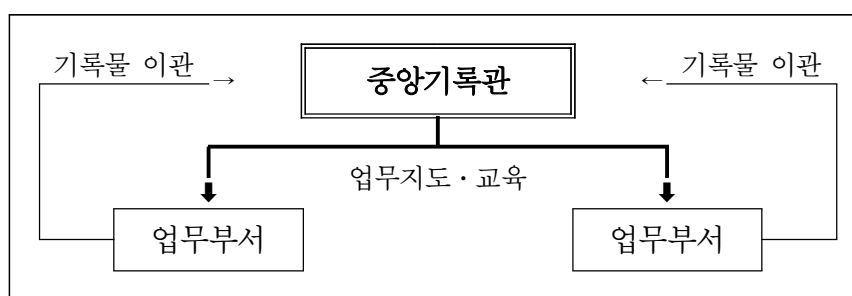 기록물 이관 → 중앙기록관 ← 기록물 이관
업무지도·교육
업무부서 업무부서